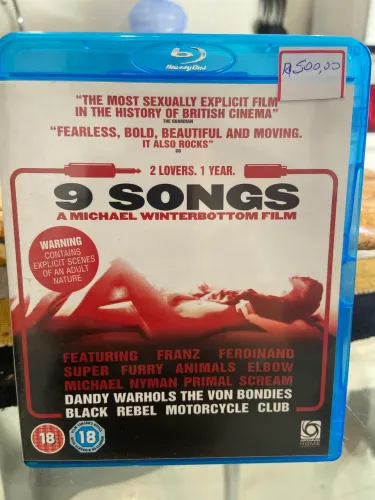 Blu-ray Disc
R$500,00
"THE MOST SEXUALLY EXPLICIT FILM
IN THE HISTORY OF BRITISH CINEMA"
THE GUARDIAN
"FEARLESS, BOLD, BEAUTIFUL AND MOVING.
IT ALSO ROCKS"
GQ
2 LOVERS. 1 YEAR.
9 SONGS
A MICHAEL WINTERBOTTOM FILM
WARNING
CONTAINS
EXPLICIT SCENES
OF AN ADULT
NATURE
FEATURING FRANZ FERDINAND
SUPER FURRY ANIMALS ELBOW
MICHAEL NYMAN PRIMAL SCREAM
DANDY WARHOLS THE VON BONDIES
BLACK REBEL MOTORCYCLE CLUB
18
18